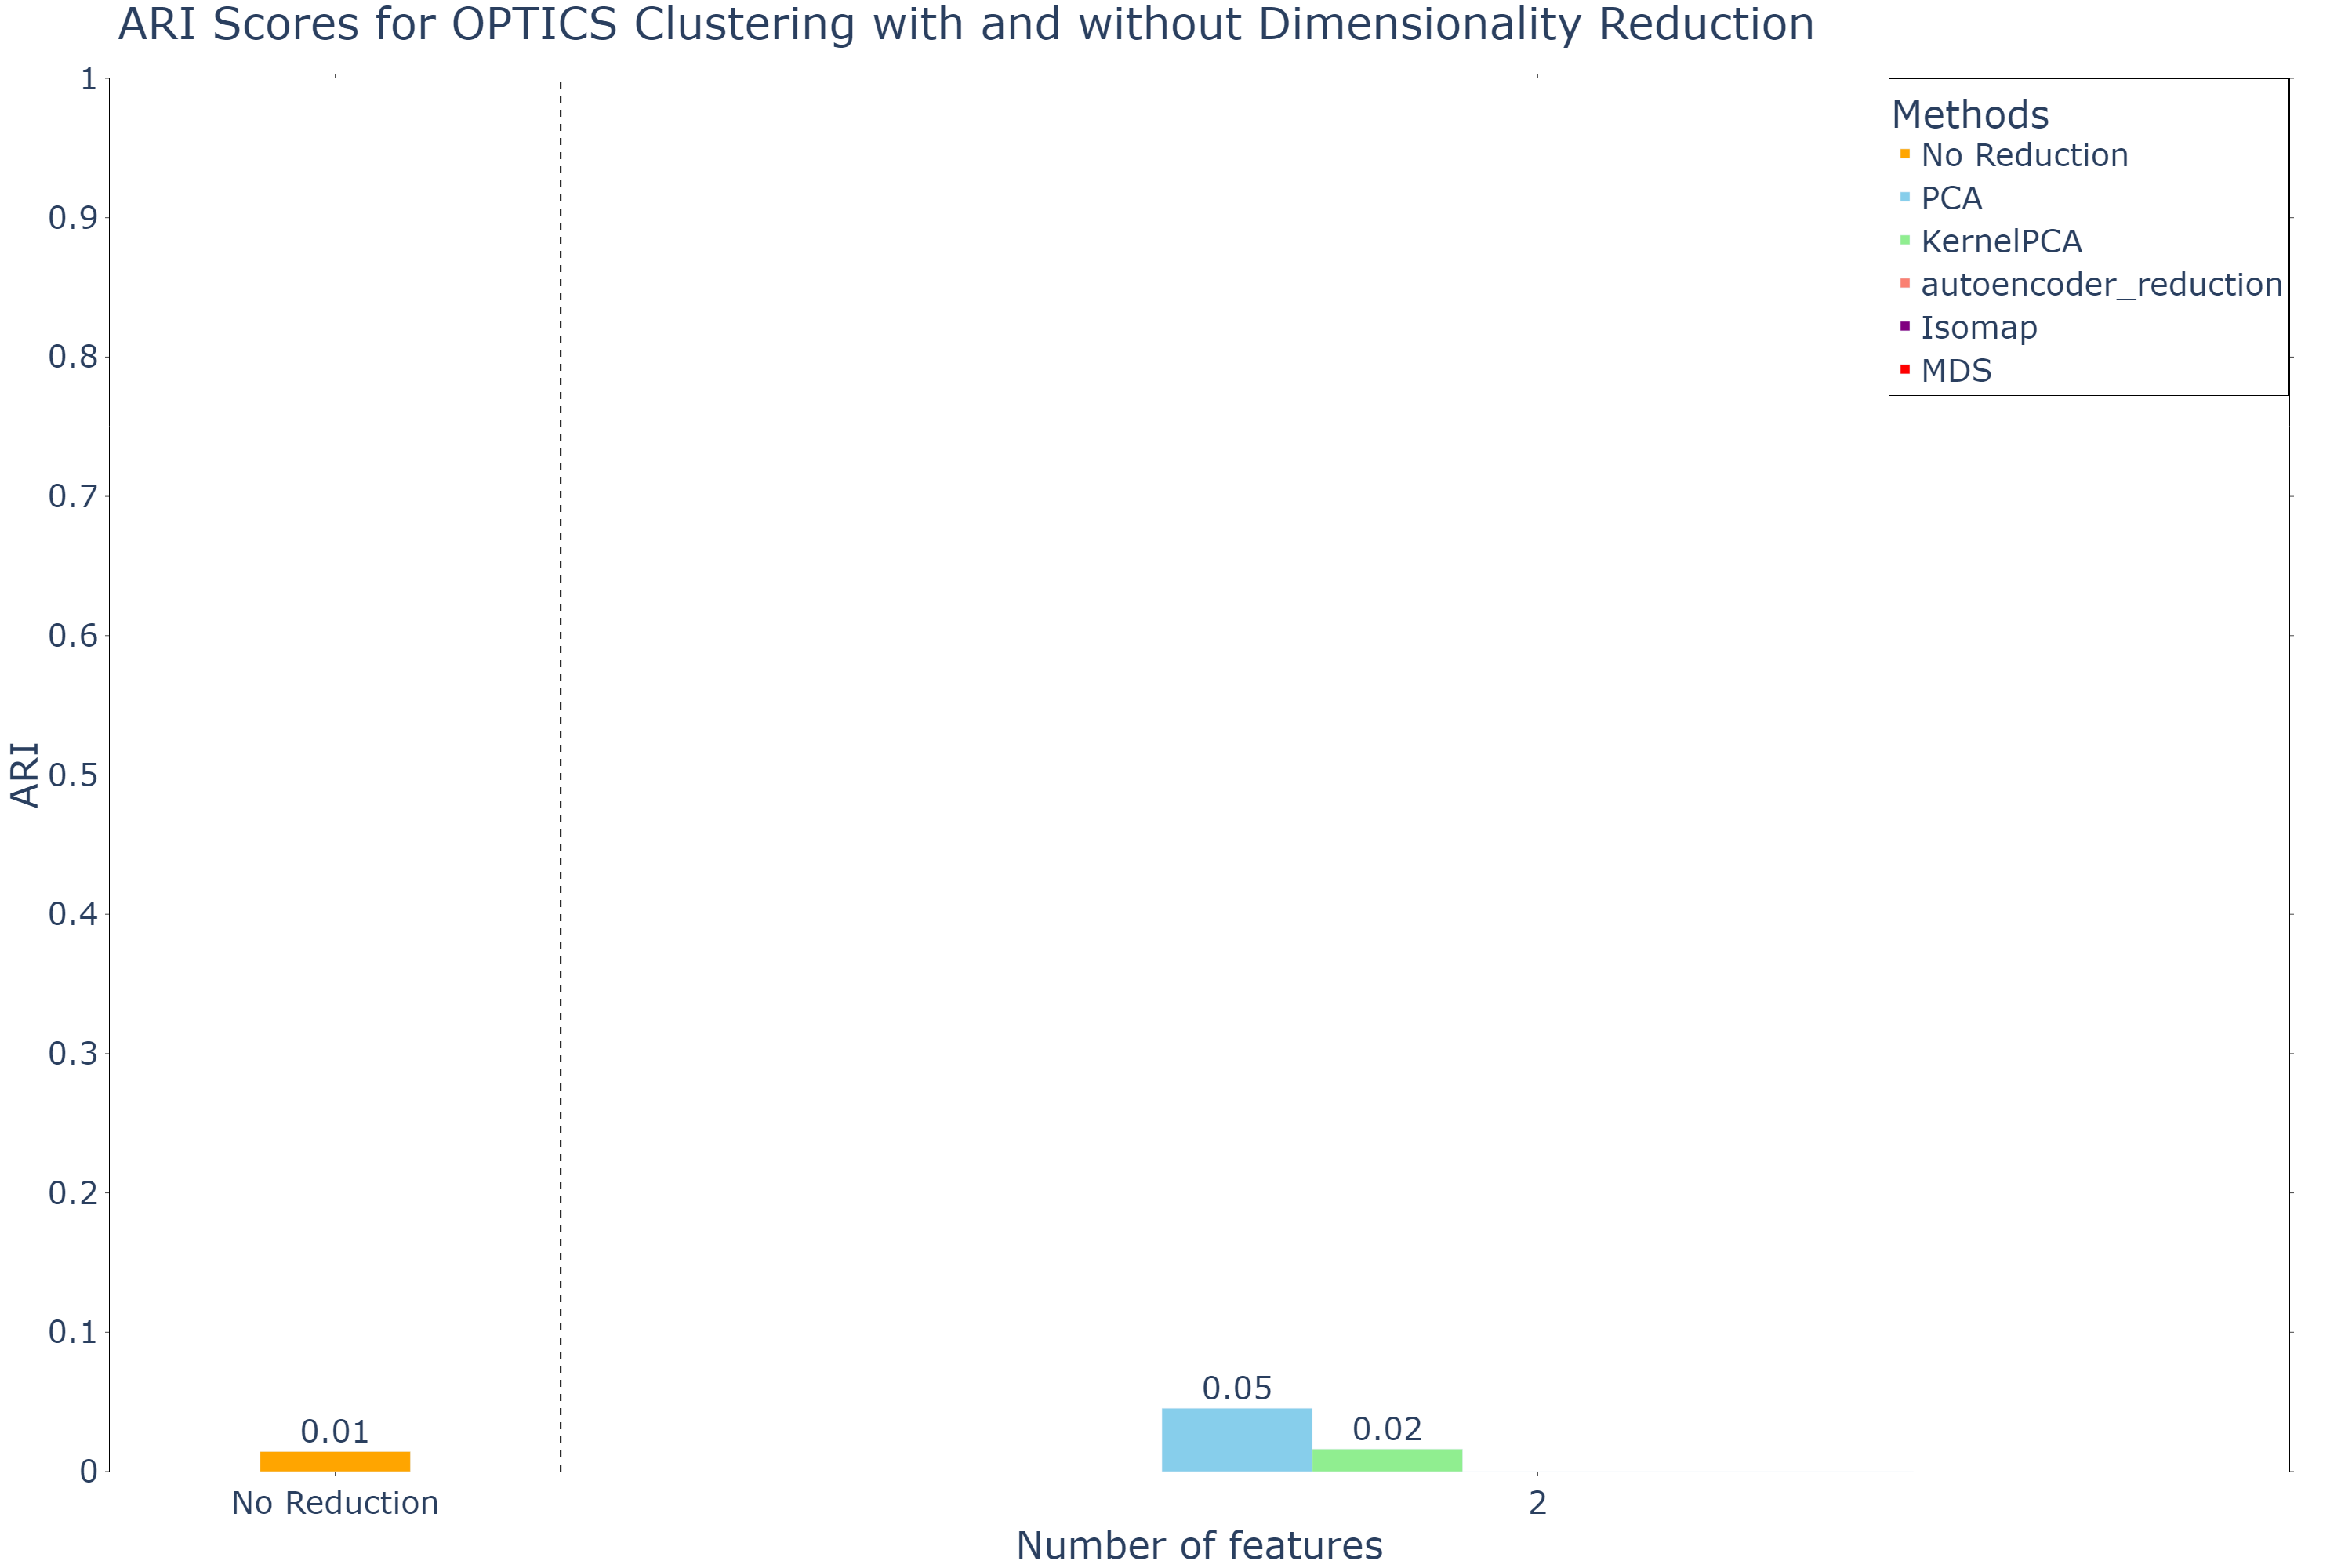 ARI Scores for OPTICS Clustering with and without Dimensionality Reduction
1
0.9
0.8
0.7
0.6
0.5
0.4
0.3
0.2
0.1
0
ARI
Methods
No Reduction
PCA
KernelPCA
autoencoder_reduction
Isomap
MDS
0.01
0.05
0.02
No Reduction
2
Number of features